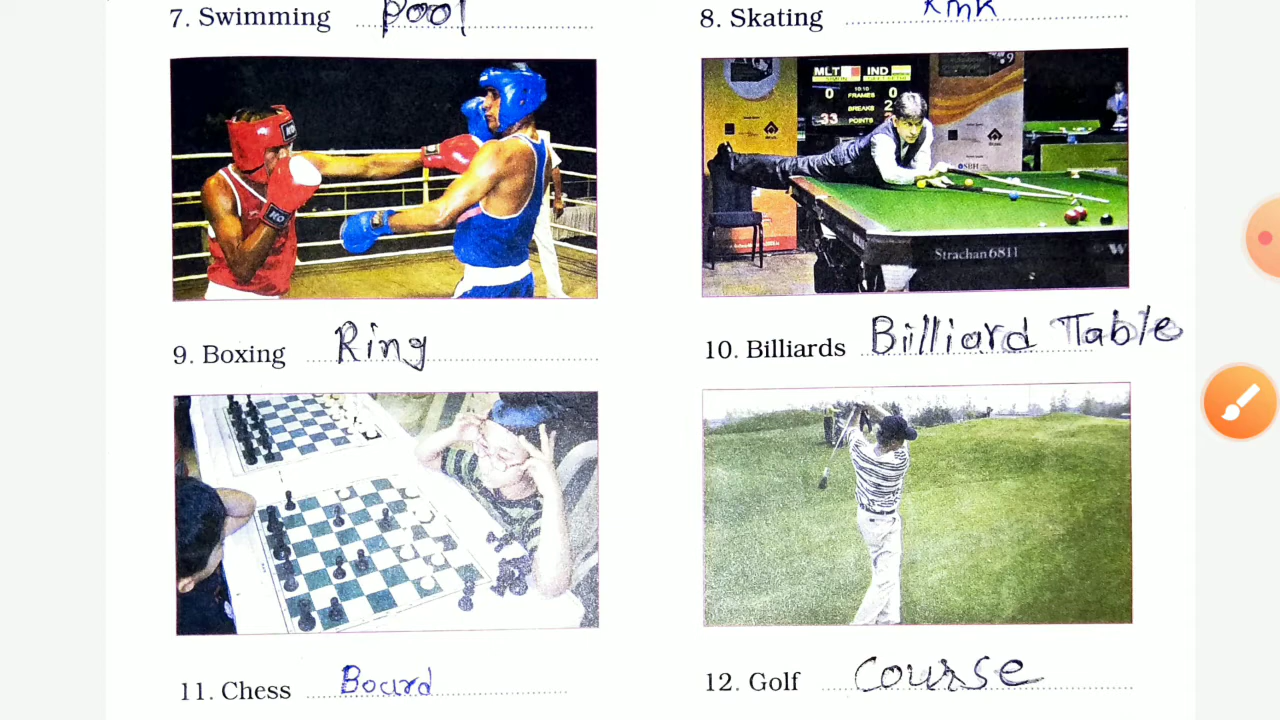 7. Swimming pool
8. Skating
MLT IND
0 FRAMES 0
BREAKS 2
33 POINTS
SBH
Strachan 6811
9. Boxing Ring
10. Billiards Billiard Table
11. Chess Board
12. Golf course